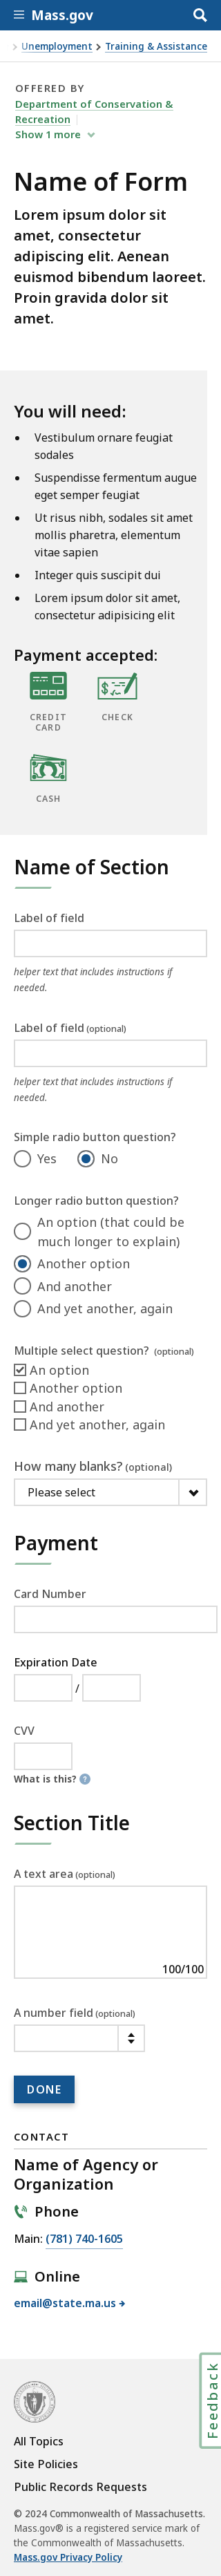 Mass.gov
Unemployment
Training & Assistance
OFFERED BY
Department of Conservation &
Recreation
Show 1 more
Name of Form
Lorem ipsum dolor sit
amet, consectetur
adipiscing elit. Aenean
euismod bibendum laoreet.
Proin gravida dolor sit
amet.
You will need:
Vestibulum ornare feugiat
sodales
Suspendisse fermentum augue
eget semper feugiat
Ut risus nibh, sodales sit amet
mollis pharetra, elementum
vitae sapien
Integer quis suscipit dui
Lorem ipsum dolor sit amet,
consectetur adipisicing elit
Payment accepted:
CREDIT
CARD
CHECK
CASH
Name of Section
Label of field
helper text that includes instructions if
needed.
Label of field (optional)
helper text that includes instructions if
needed.
Simple radio button question?
Yes
No
Longer radio button question?
An option (that could be
much longer to explain)
Another option
And another
And yet another, again
Multiple select question? (optional)
An option
Another option
And another
And yet another, again
How many blanks? (optional)
Please select
Payment
Card Number
Expiration Date
/
CVV
What is this? ?
Section Title
A text area (optional)
100/100
A number field (optional)
DONE
CONTACT
Name of Agency or
Organization
Phone
Main: (781) 740-1605
Online
email@state.ma.us
Feedback
All Topics
Site Policies
Public Records Requests
© 2024 Commonwealth of Massachusetts.
Mass.gov® is a registered service mark of
the Commonwealth of Massachusetts.
Mass.gov Privacy Policy